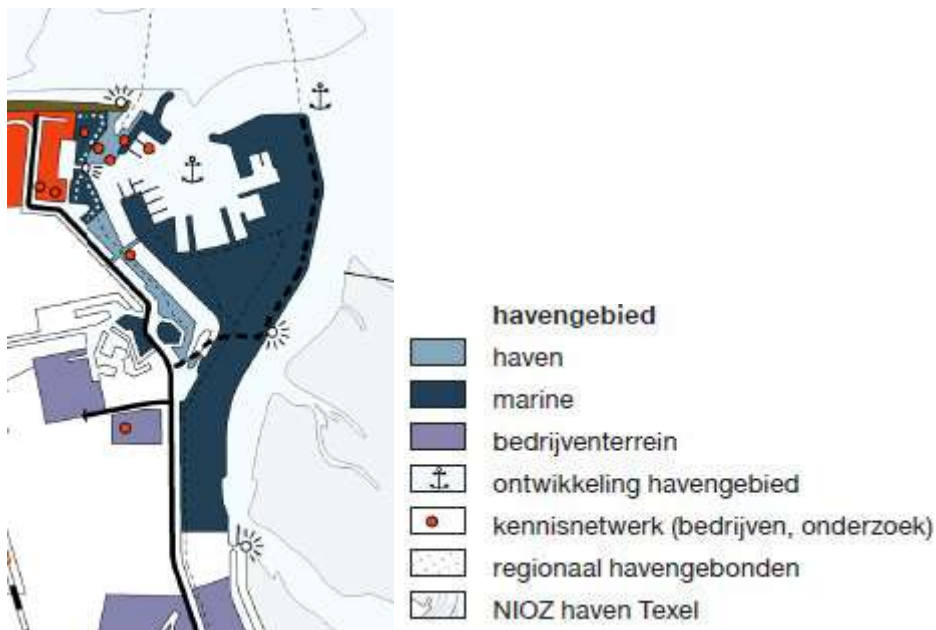 havengebied
haven
marine
bedrijventerrein
ontwikkeling havengebied
kennisnetwerk (bedrijven, onderzoek)
regionaal havengebonden
NIOZ haven Texel